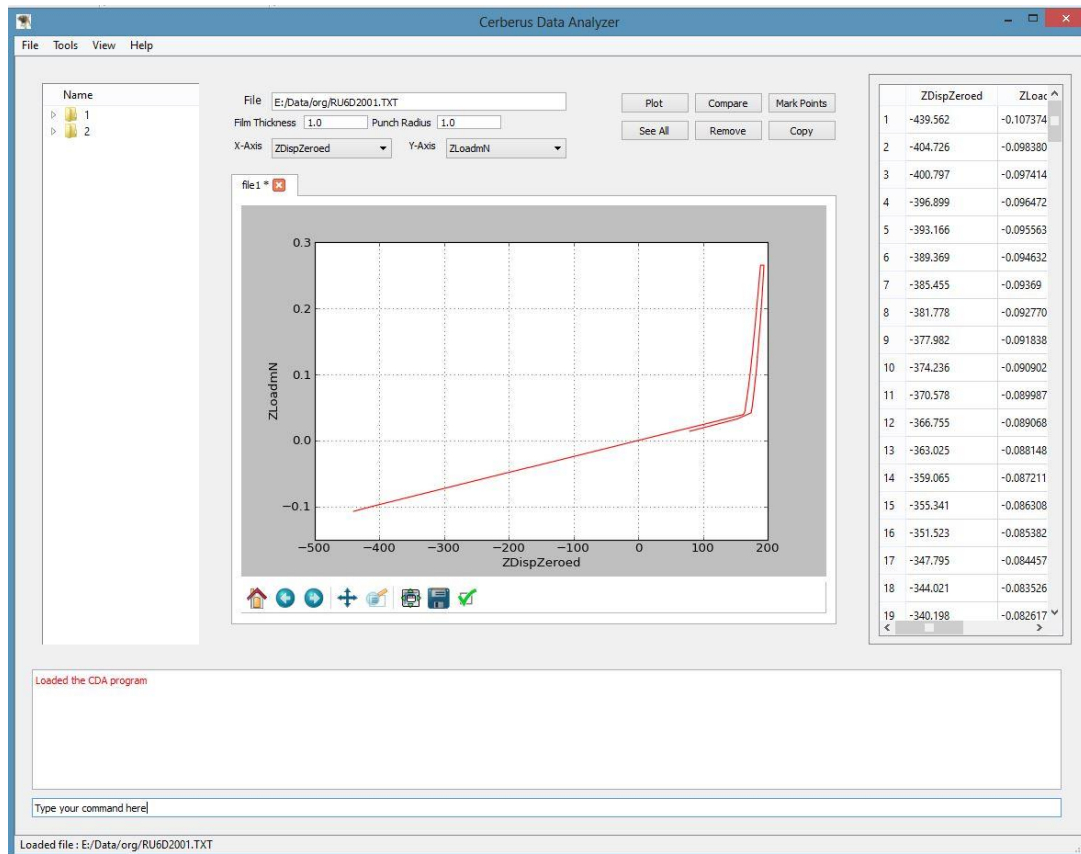 Cerberus Data Analyzer
File Tools View Help
Name
1
2
File E:/Data/org/RU6D2001.TXT
Film Thickness 1.0 Punch Radius 1.0
X-Axis ZDispZeroed Y-Axis ZLoadmN
Plot Compare Mark Points
See All Remove Copy
file1 *
0.3
0.2
0.1
0.0
−0.1
ZLoadmN
−500 −400 −300 −200 −100 0 100 200
ZDispZeroed
ZDispZeroed ZLoac
1 -439.562 -0.107374
2 -404.726 -0.098380
3 -400.797 -0.097414
4 -396.899 -0.096472
5 -393.166 -0.095563
6 -389.369 -0.094632
7 -385.455 -0.09369
8 -381.778 -0.092770
9 -377.982 -0.091838
10 -374.236 -0.090902
11 -370.578 -0.089987
12 -366.755 -0.089068
13 -363.025 -0.088148
14 -359.065 -0.087211
15 -355.341 -0.086308
16 -351.523 -0.085382
17 -347.795 -0.084457
18 -344.021 -0.083526
19 -340.198 -0.082617
Loaded the CDA program
Type your command here
Loaded file : E:/Data/org/RU6D2001.TXT